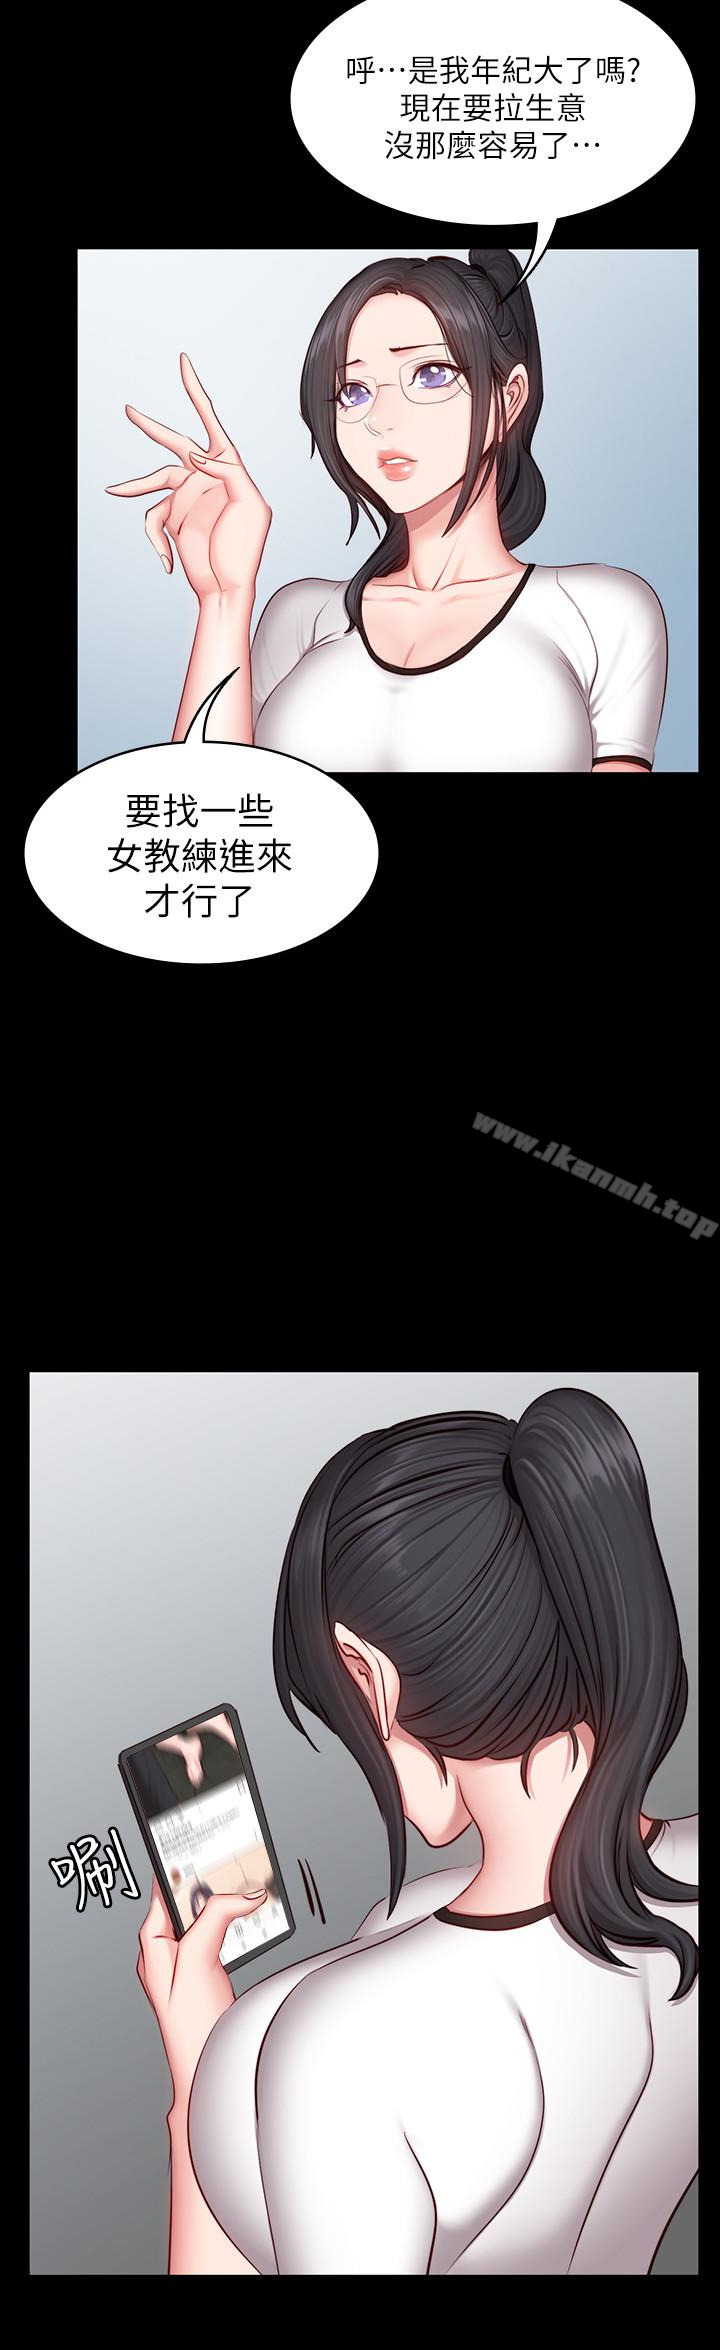 呼⋯是我年紀大了嗎?
現在要拉生意
沒那麼容易了⋯
要找一些
女教練進來
才行了
www.ikanmh.top
唰